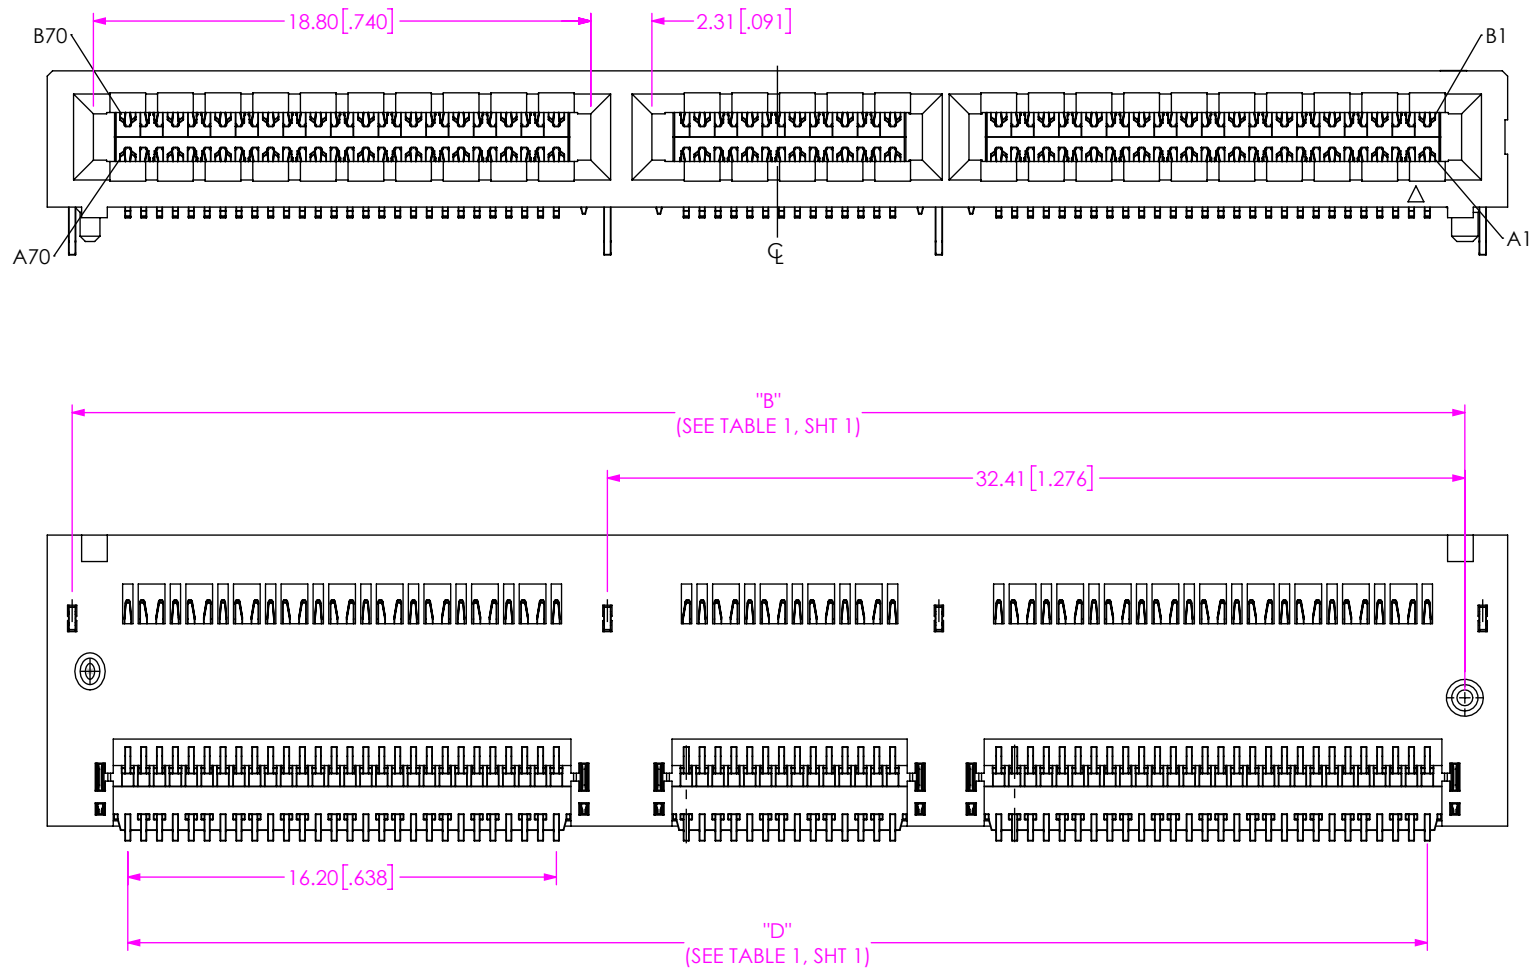 18.80[.740]
2.31[.091]
B70
B1
A70
A1
℄
"B"
(SEE TABLE 1, SHT 1)
32.41[1.276]
16.20[.638]
"D"
(SEE TABLE 1, SHT 1)